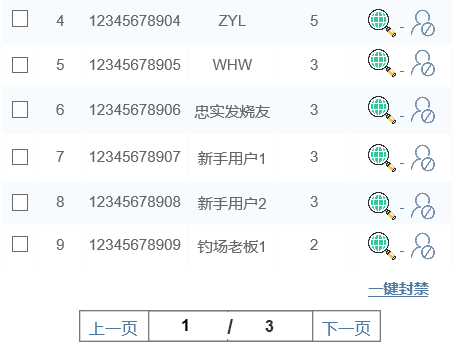 4 12345678904 ZYL 5 -
5 12345678905 WHW 3 -
6 12345678906 忠实发烧友 3 -
7 12345678907 新手用户1 3 -
8 12345678908 新手用户2 3 -
9 12345678909 钓场老板1 2 -
一键封禁
上一页 1 / 3 下一页